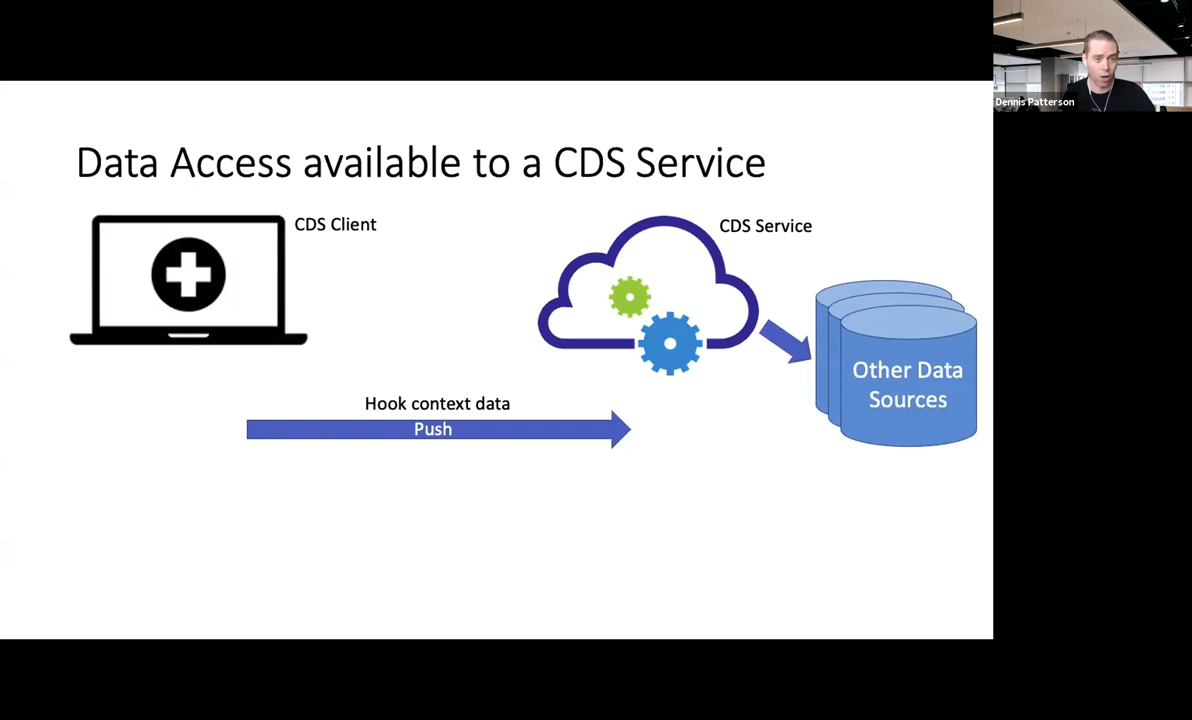 Data Access available to a CDS Service
CDS Client
CDS Service
Other Data
Sources
Hook context data
Push
Dennis Patterson